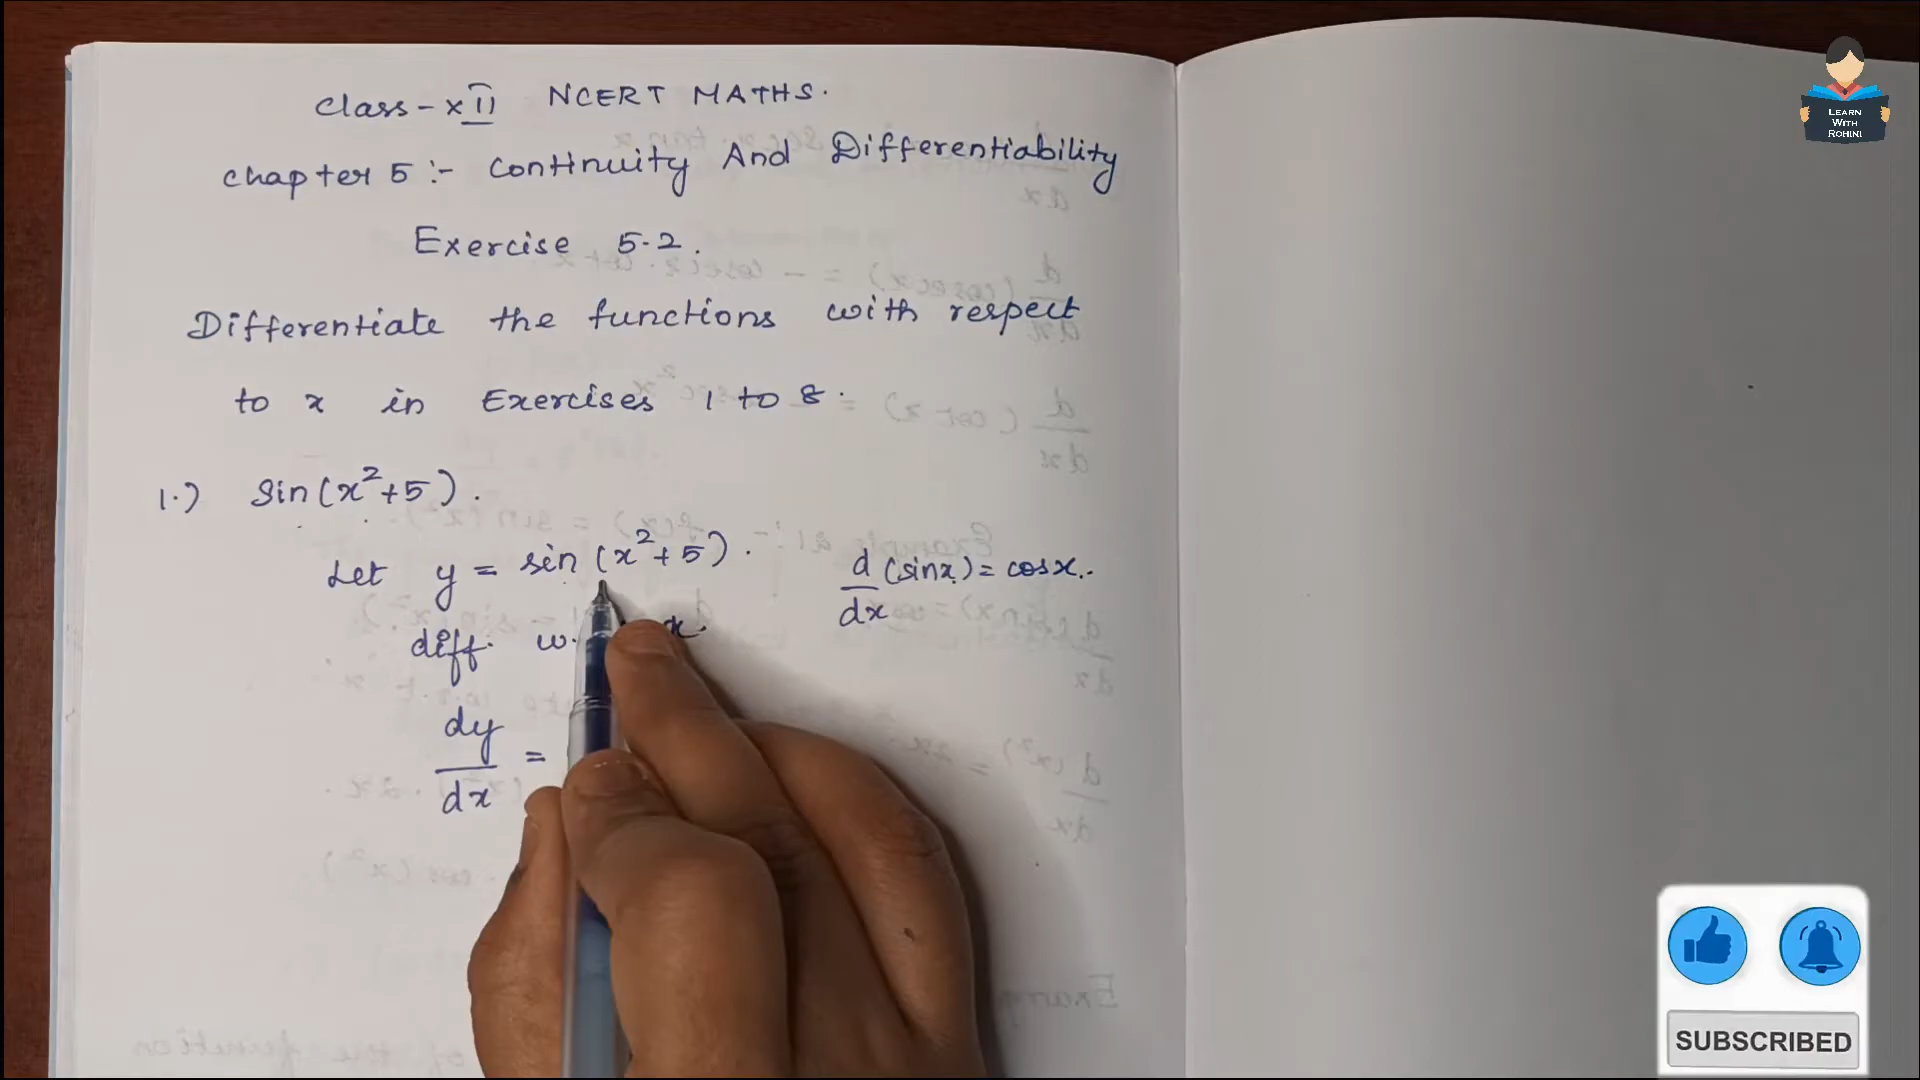 Class-XII NCERT MATHS.
Chapter 5 :- Continuity And Differentiability
Exercise 5.2.
Differentiate the functions with respect
to x in Exercises 1 to 8.
1.) Sin(x²+5).
Let y = sin (x²+5).
d/dx (sinx) = cosx.
diff. w. x.
dy/dx =
LEARN
WITH
ROHINI
SUBSCRIBED